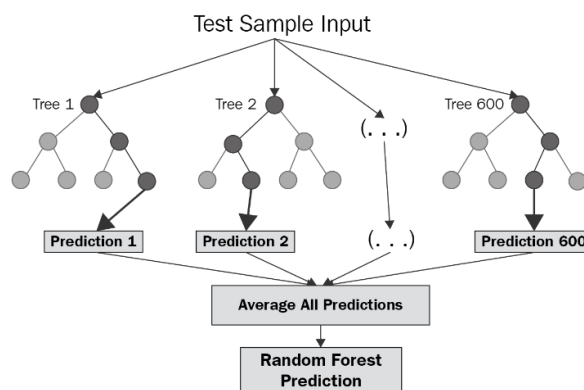 Test Sample Input
Tree 1
Tree 2
(. . .)
Tree 600
Prediction 1
Prediction 2
(. . .)
Prediction 600
Average All Predictions
Random Forest
Prediction